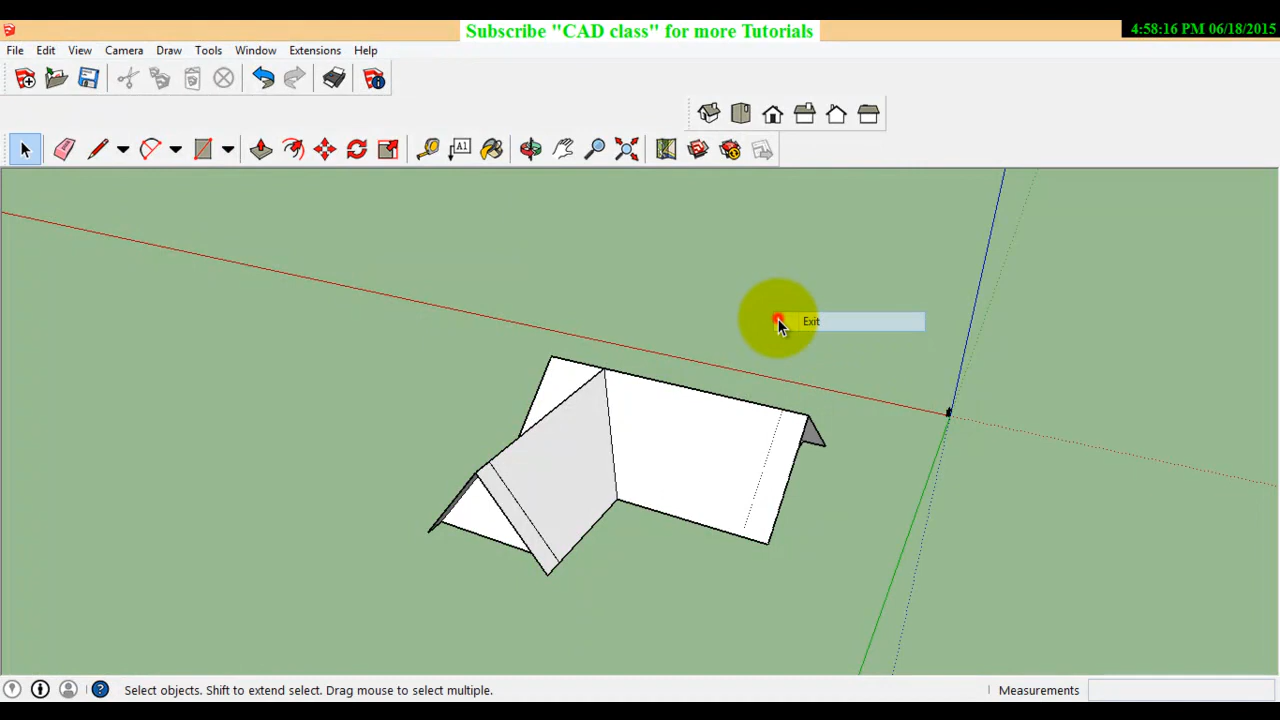 Subscribe "CAD class" for more Tutorials
4:58:16 PM 06/18/2015
File Edit View Camera Draw Tools Window Extensions Help
A1
Exit
Select objects. Shift to extend select. Drag mouse to select multiple.
Measurements